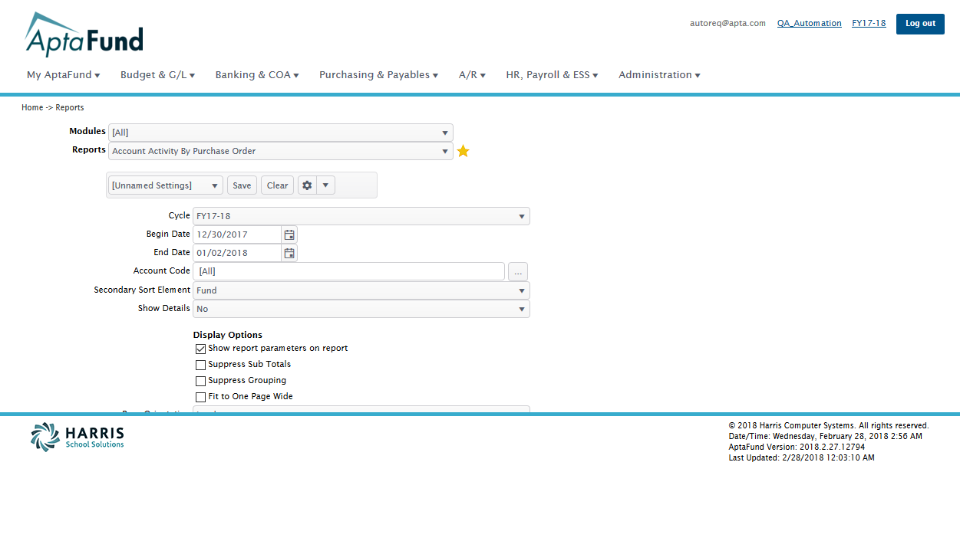 AptaFund
autoreq@apta.com QA_Automation FY17-18 Log out
My AptaFund Budget & G/L Banking & COA Purchasing & Payables A/R HR, Payroll & ESS Administration
Home -> Reports
Modules [All]
Reports Account Activity By Purchase Order
[Unnamed Settings] Save Clear
Cycle FY17-18
Begin Date 12/30/2017
End Date 01/02/2018
Account Code [All] ...
Secondary Sort Element Fund
Show Details No
Display Options
Show report parameters on report
Suppress Sub Totals
Suppress Grouping
Fit to One Page Wide
HARRIS
School Solutions
© 2018 Harris Computer Systems. All rights reserved.
Date/Time: Wednesday, February 28, 2018 2:56 AM
AptaFund Version: 2018.2.27.12794
Last Updated: 2/28/2018 12:03:10 AM